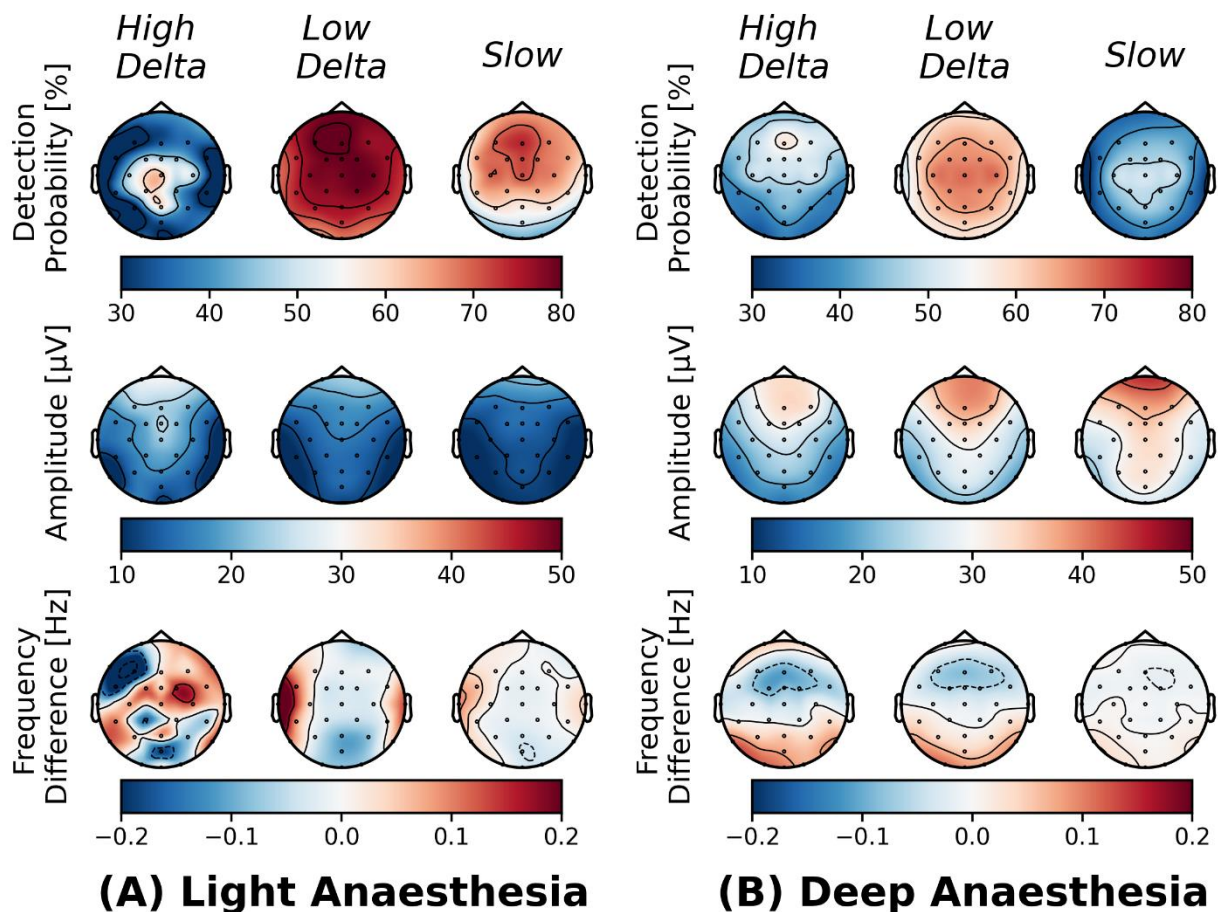 High
Delta
Low
Delta
Slow
Detection
Probability [%]
30 40 50 60 70 80
Amplitude [µV]
10 20 30 40 50
Frequency
Difference [Hz]
−0.2 −0.1 0.0 0.1 0.2
(A) Light Anaesthesia
High
Delta
Low
Delta
Slow
Detection
Probability [%]
30 40 50 60 70 80
Amplitude [µV]
10 20 30 40 50
Frequency
Difference [Hz]
−0.2 −0.1 0.0 0.1 0.2
(B) Deep Anaesthesia